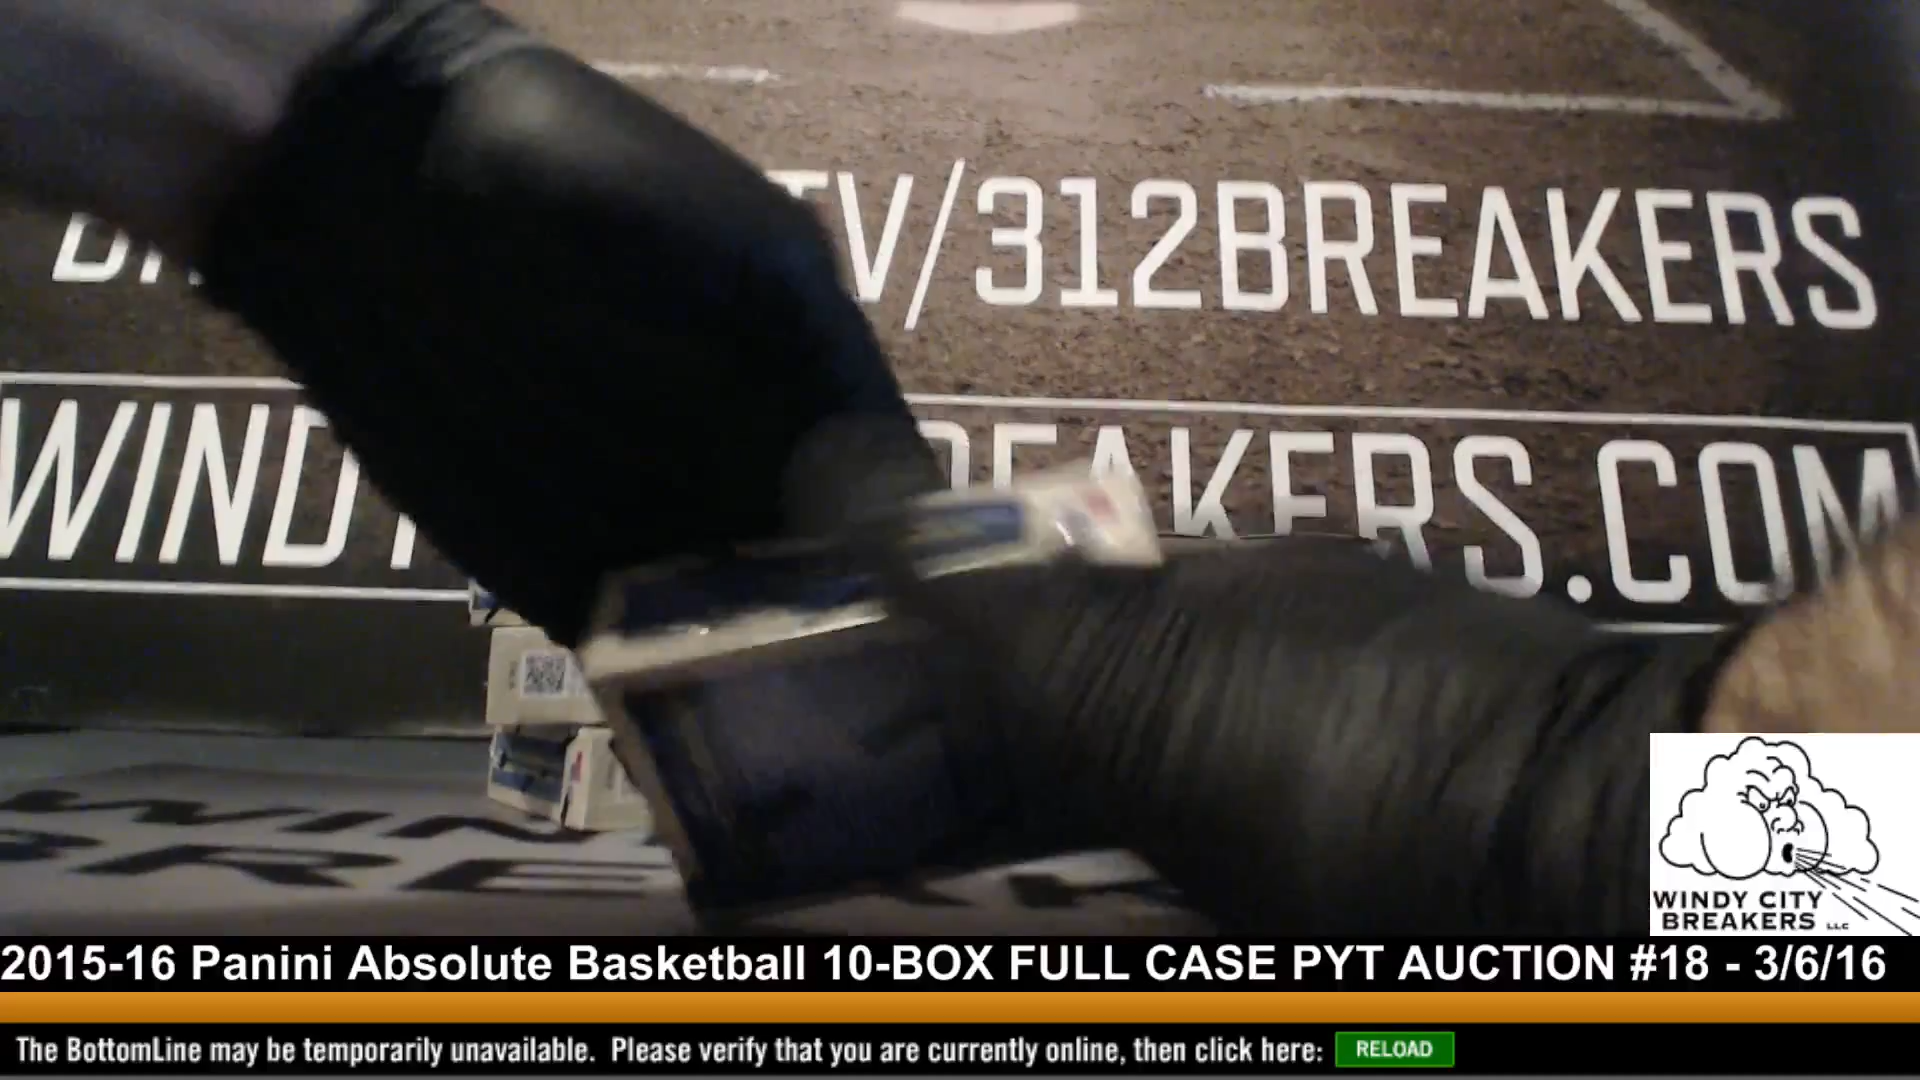 TV/312BREAKERS
WIND
AKERS.COM
WINDY CITY
BREAKERS LLC
2015-16 Panini Absolute Basketball 10-BOX FULL CASE PYT AUCTION #18 - 3/6/16
The BottomLine may be temporarily unavailable. Please verify that you are currently online, then click here: RELOAD